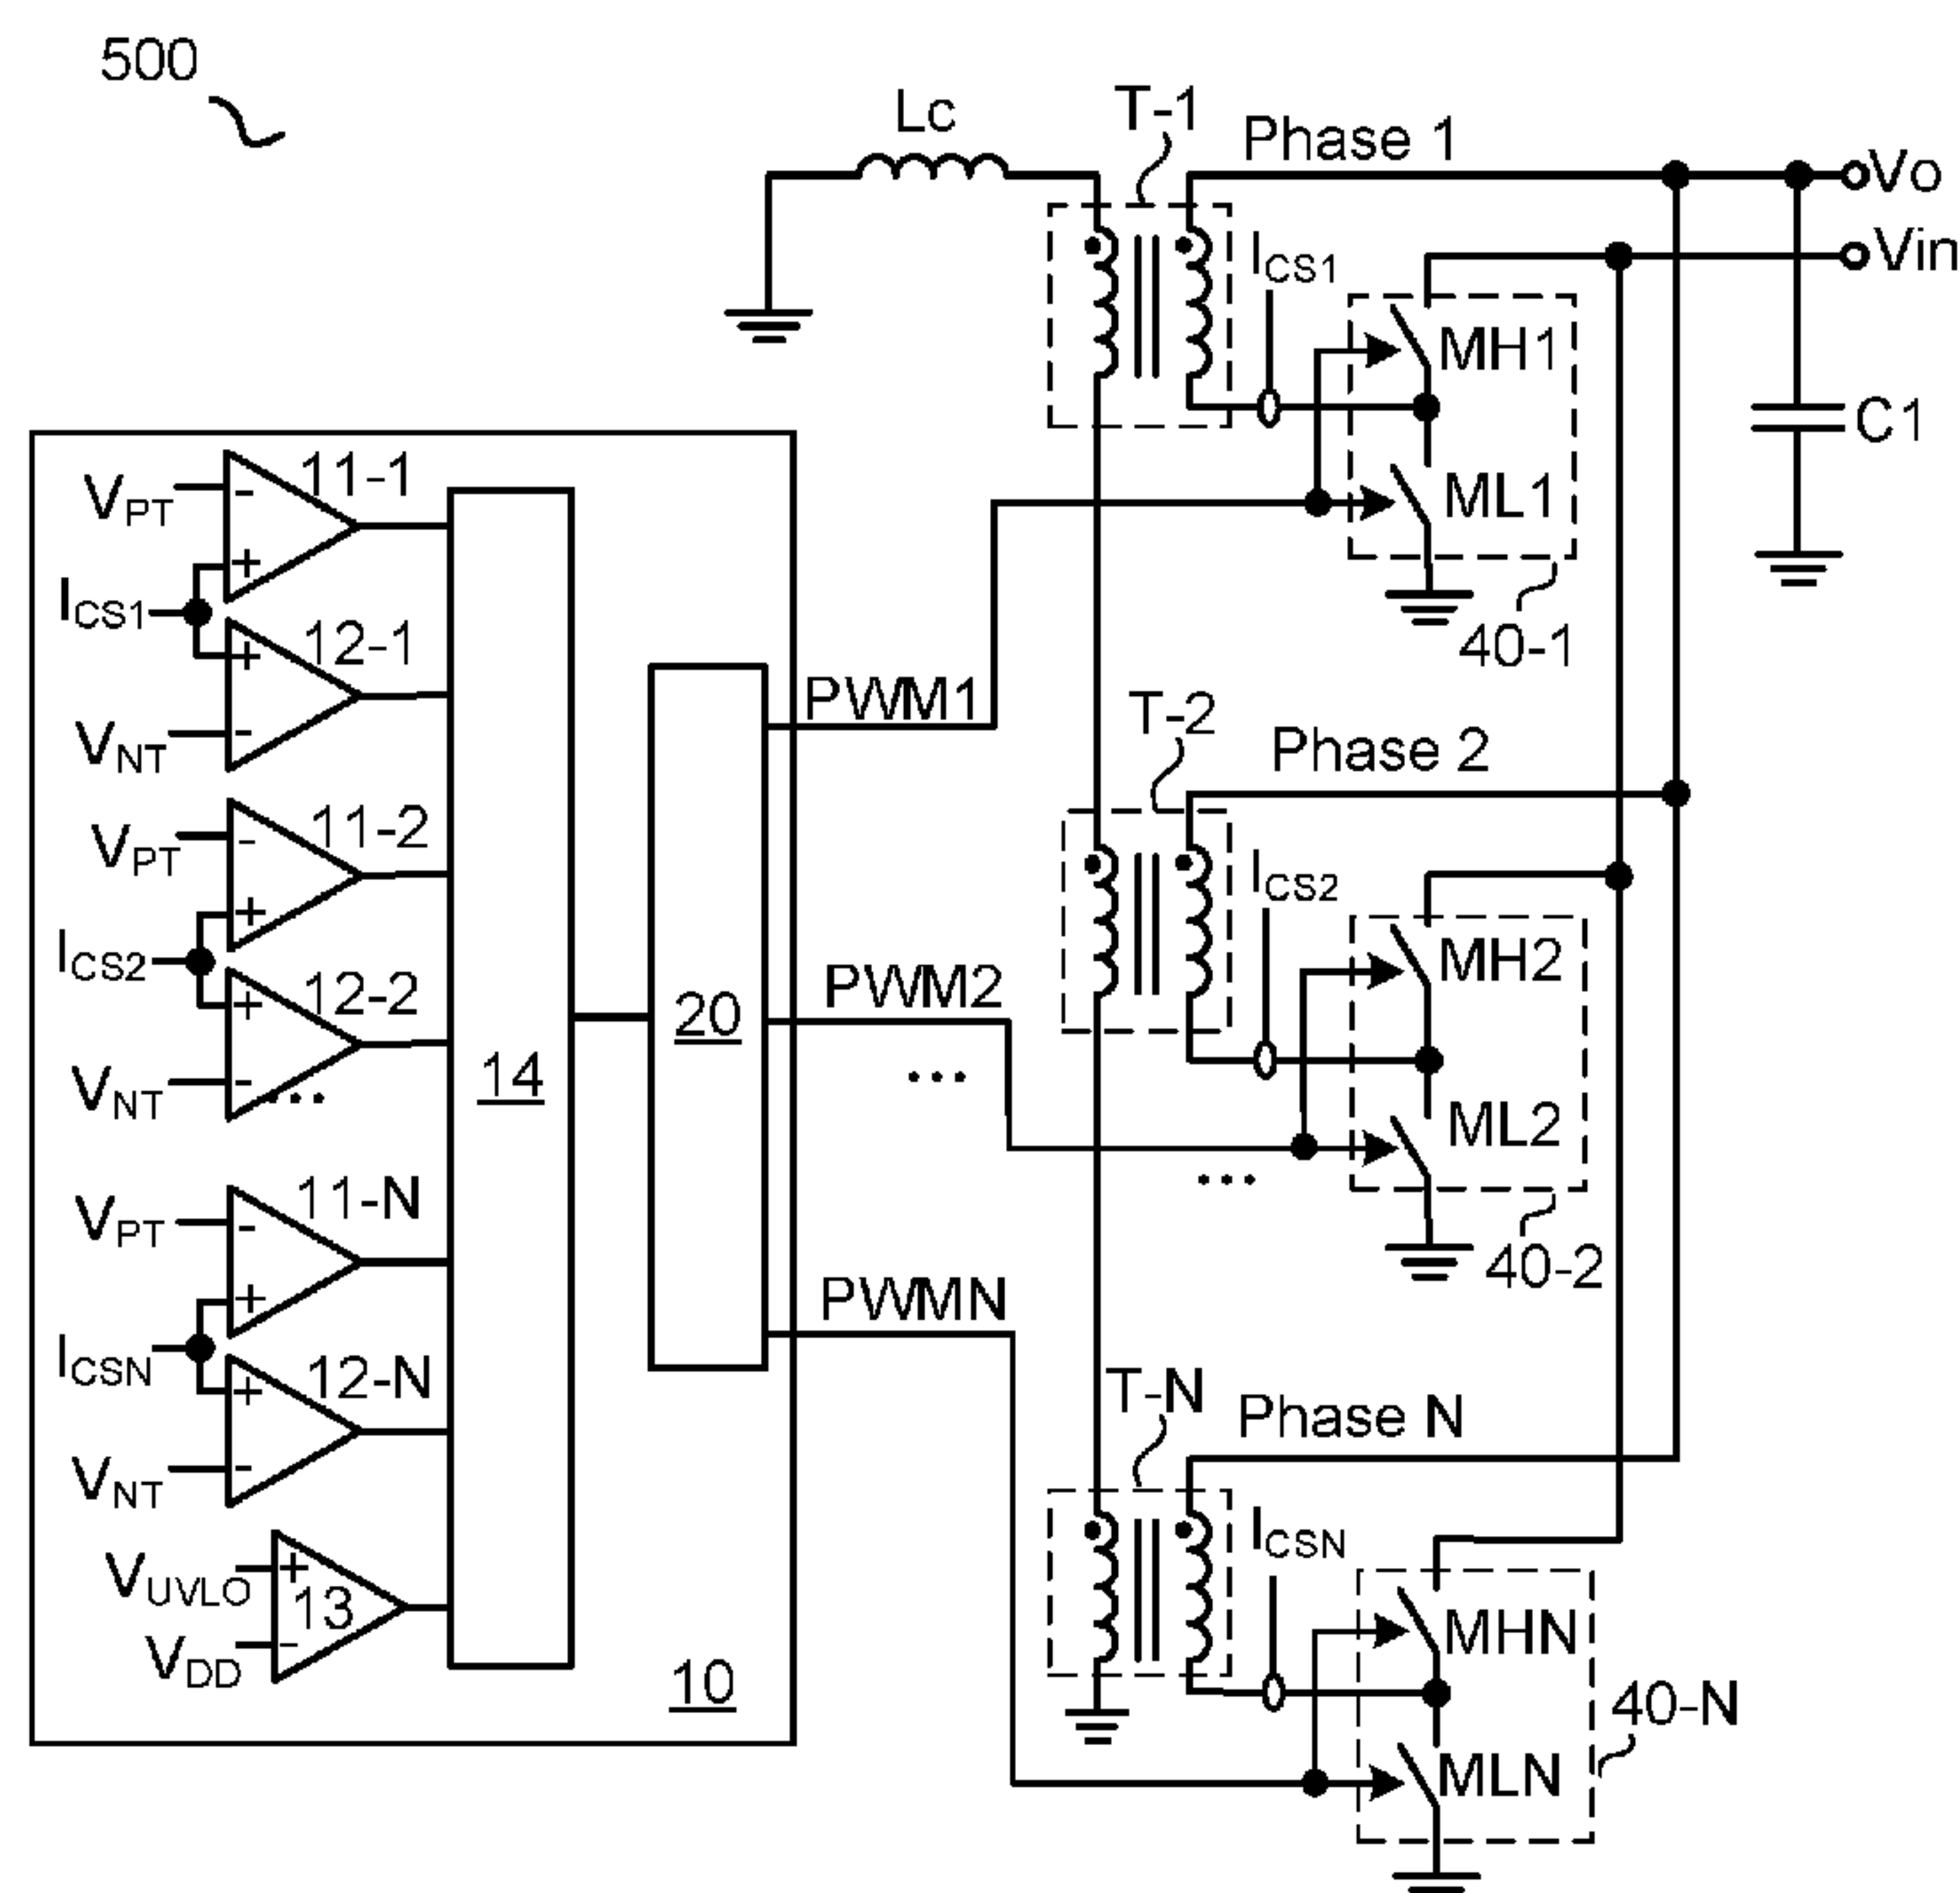 500
Lc
T-1
Phase 1
Vo
Vin
ICS1
MH1
ML1
C1
40-1
VPT
-
11-1
+
ICS1
12-1
+
VNT
-
PWM1
T-2
Phase 2
VPT
-
11-2
+
ICS2
12-2
+
VNT
-
...
14
20
PWM2
...
ICS2
MH2
ML2
...
40-2
VPT
-
11-N
+
ICSN
12-N
+
VNT
-
PWMN
T-N
Phase N
ICSN
MHN
MLN
40-N
VUVLO
+
13
VDD
-
10